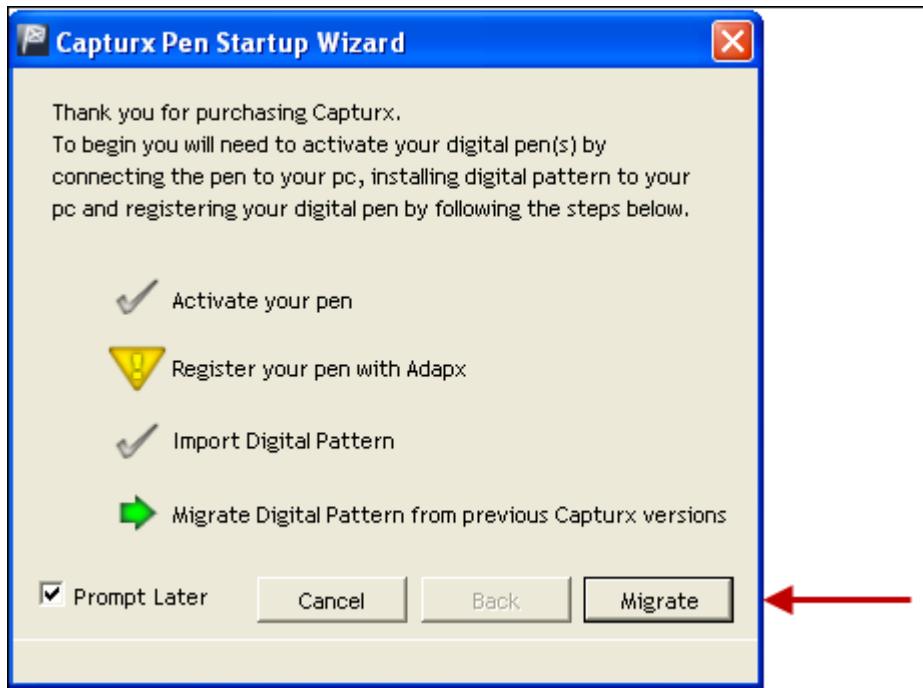 Capturx Pen Startup Wizard
Thank you for purchasing Capturx.
To begin you will need to activate your digital pen(s) by
connecting the pen to your pc, installing digital pattern to your
pc and registering your digital pen by following the steps below.
Activate your pen
Register your pen with Adapx
Import Digital Pattern
Migrate Digital Pattern from previous Capturx versions
Prompt Later Cancel Back Migrate